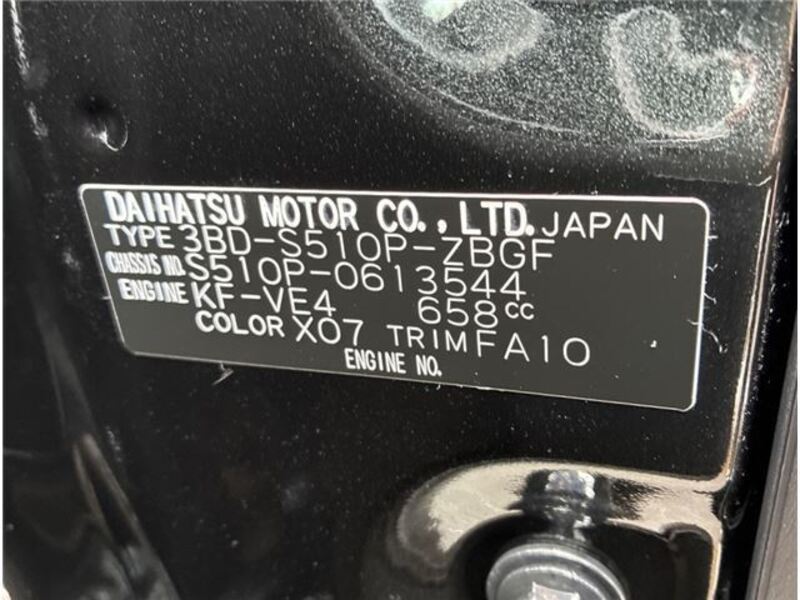 DAIHATSU MOTOR CO., LTD. JAPAN
TYPE 3BD-S510P-ZBGF
CHASSIS NO. S510P-0613544
ENGINE KF-VE4 658cc
COLOR X07 TRIM FA10
ENGINE NO.